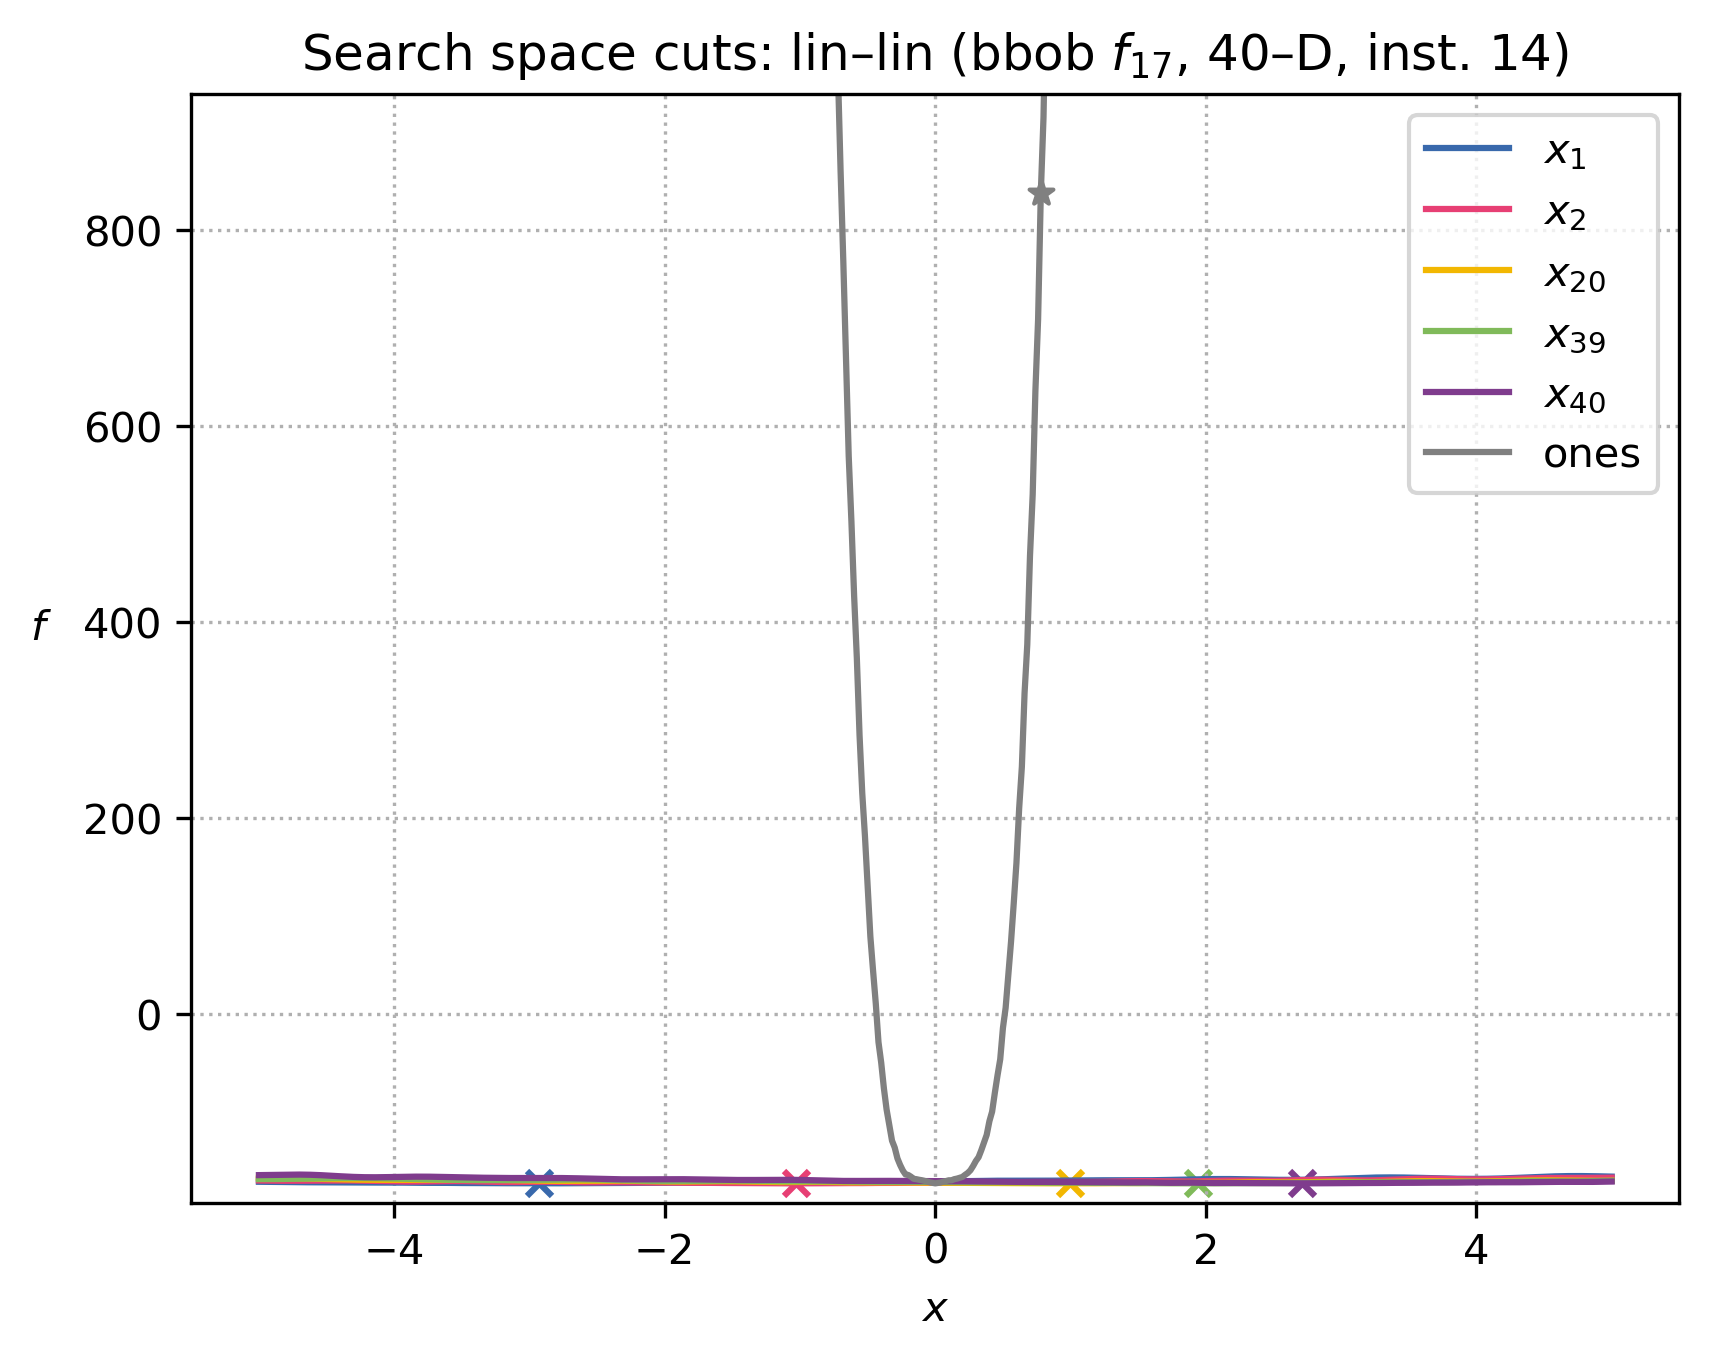 Search space cuts: lin–lin (bbob f17, 40–D, inst. 14)
x1
x2
x20
x39
x40
ones
800
600
400
200
0
f
−4 −2 0 2 4
x